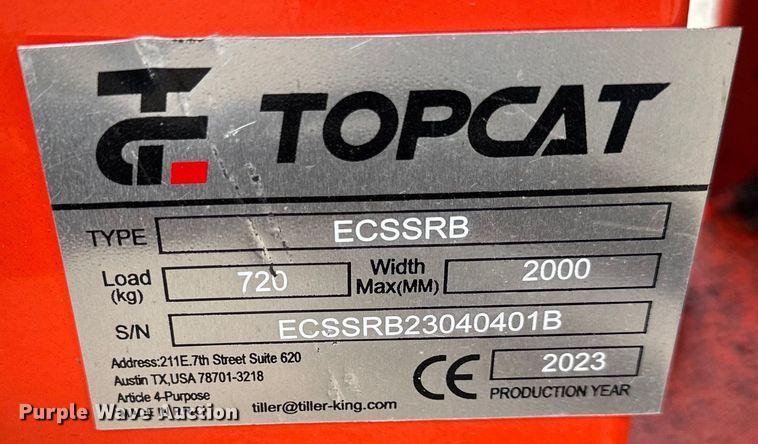 TOPCAT
TYPE ECSSRB
Load (kg) 720 Width Max(MM) 2000
S/N ECSSRB23040401B
Address:211E.7th Street Suite 620
Austin TX,USA 78701-3218
Article 4-Purpose
CE 2023
PRODUCTION YEAR
tiller@tiller-king.com
Purple Wave Auction